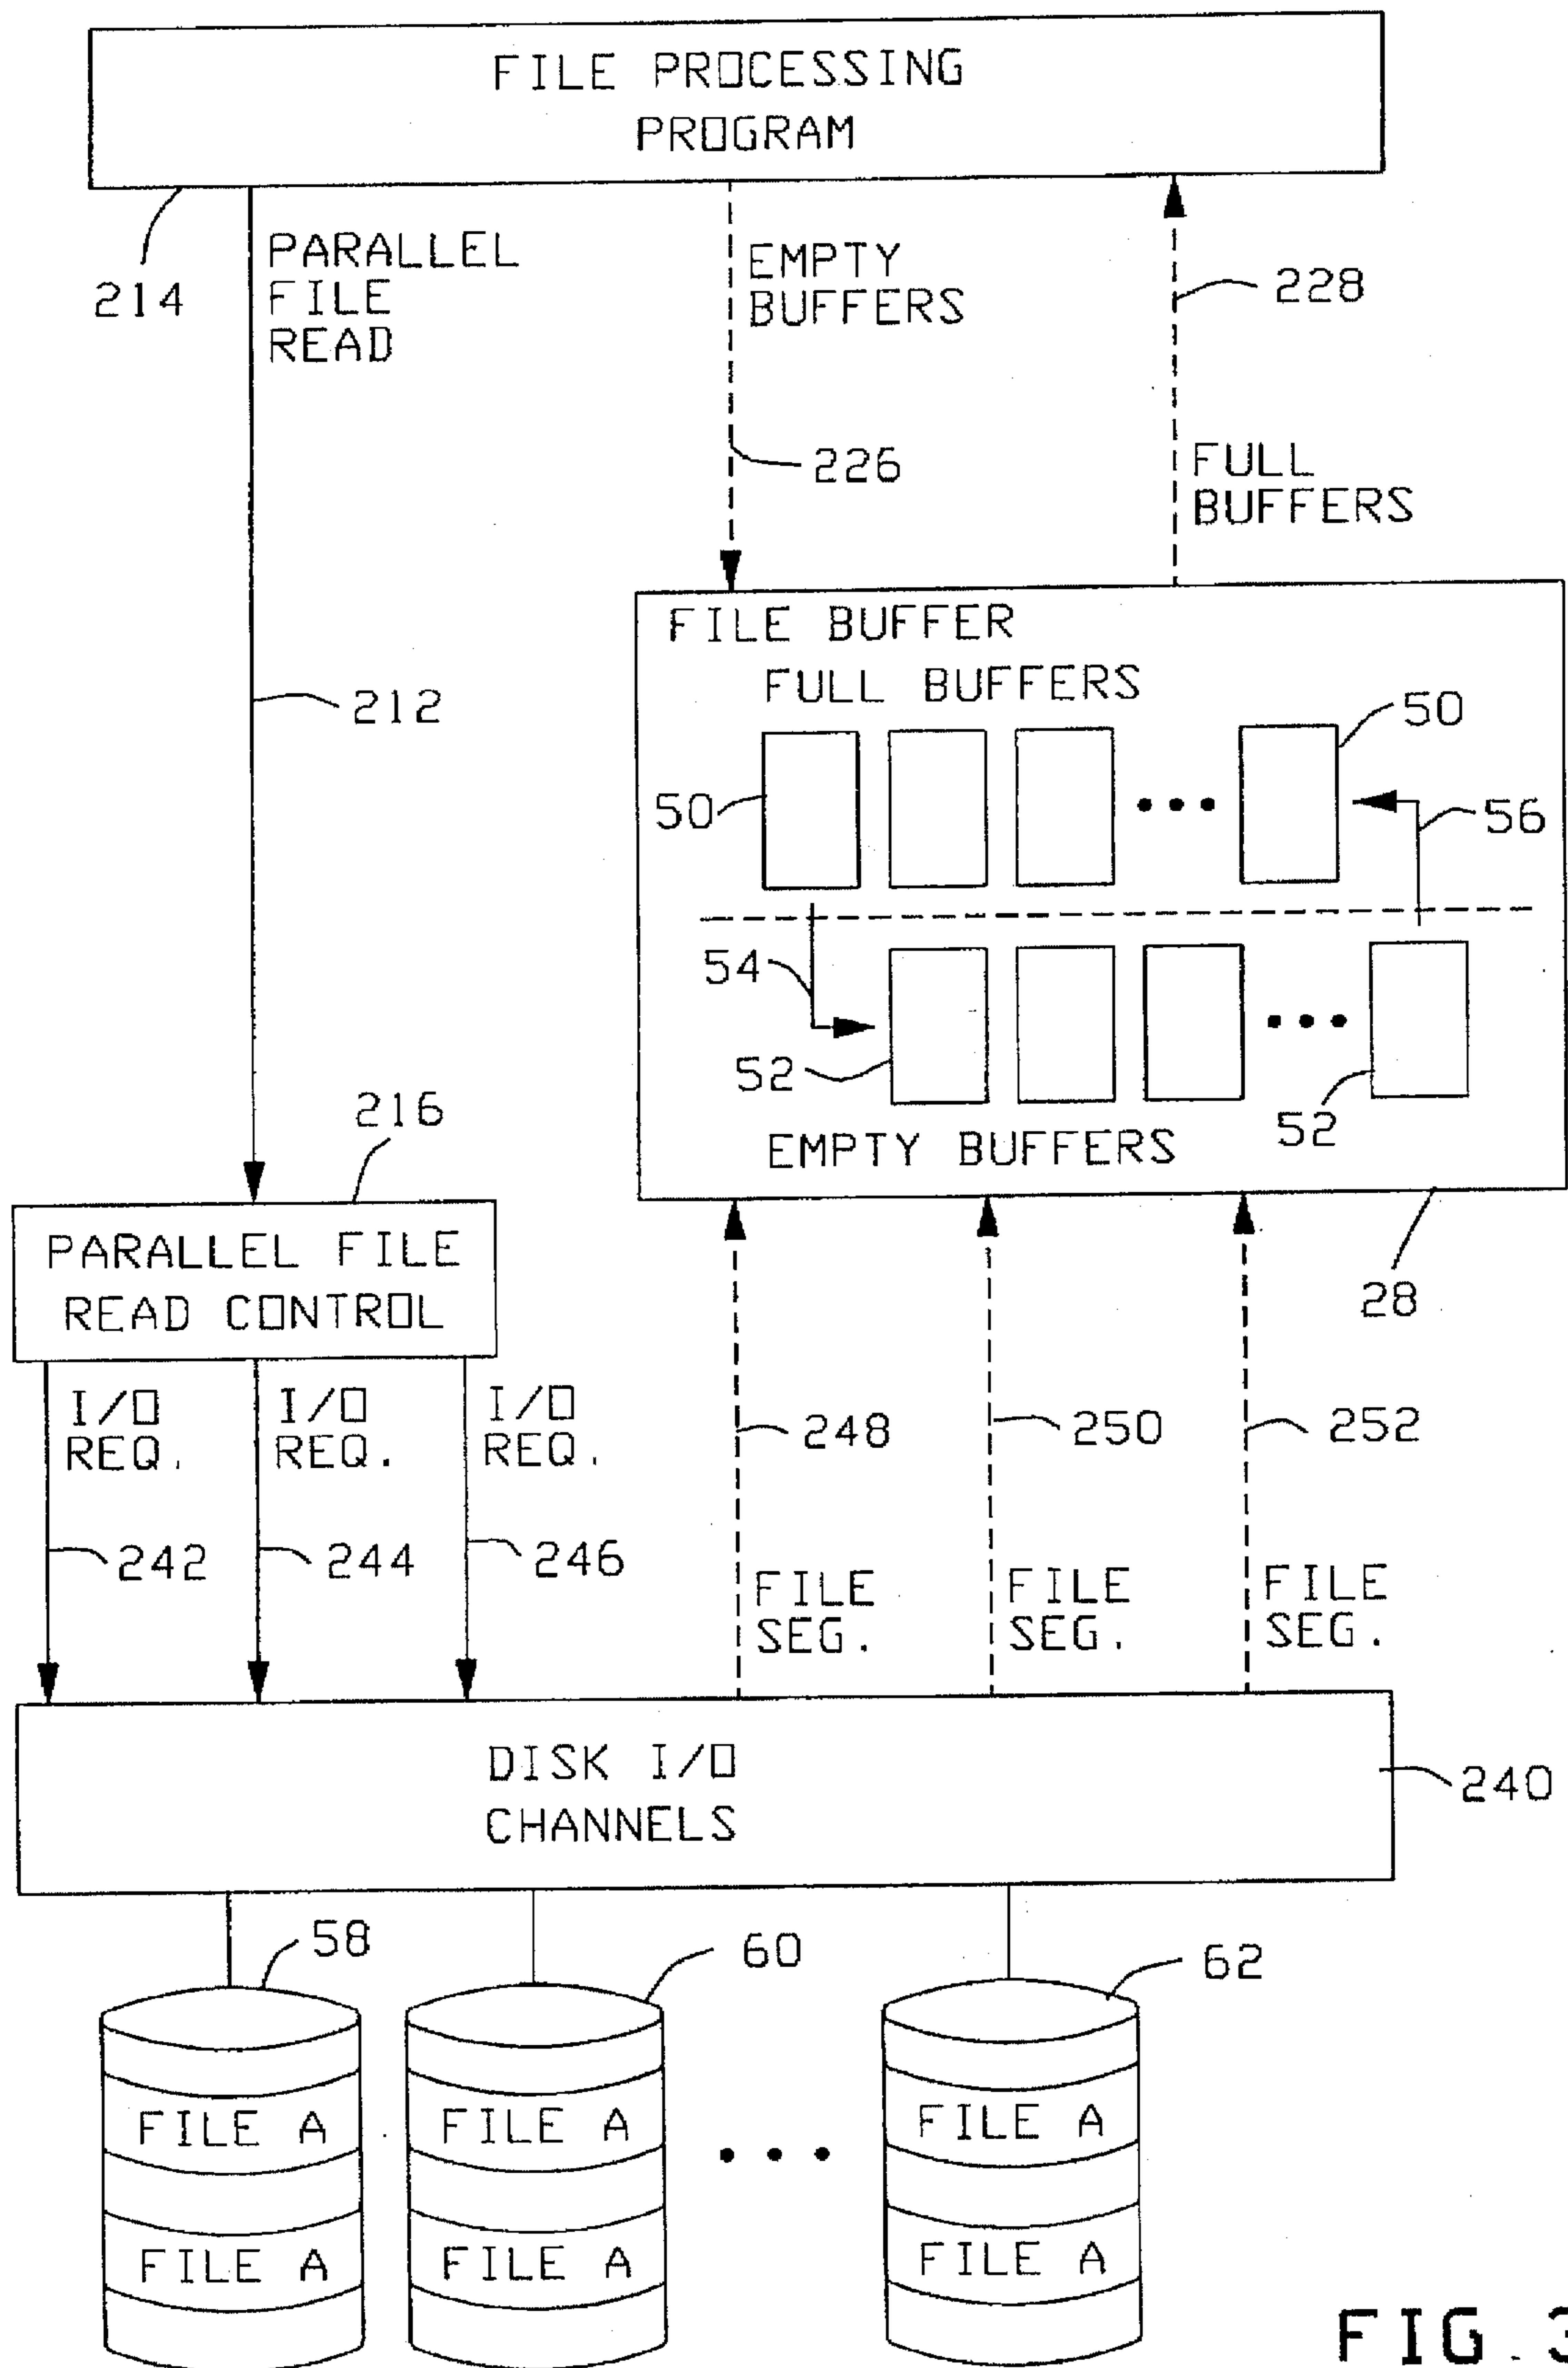 FILE PROCESSING
PROGRAM
214
PARALLEL
FILE
READ
EMPTY
BUFFERS
228
226
FULL
BUFFERS
212
FILE BUFFER
FULL BUFFERS
50
50
56
54
52
52
EMPTY BUFFERS
28
216
PARALLEL FILE
READ CONTROL
I/O
REQ.
I/O
REQ.
I/O
REQ.
242
244
246
248
250
252
FILE
SEG.
FILE
SEG.
FILE
SEG.
DISK I/O
CHANNELS
240
58
60
62
FILE A
FILE A
FILE A
FILE A
FILE A
FILE A
FIG.3